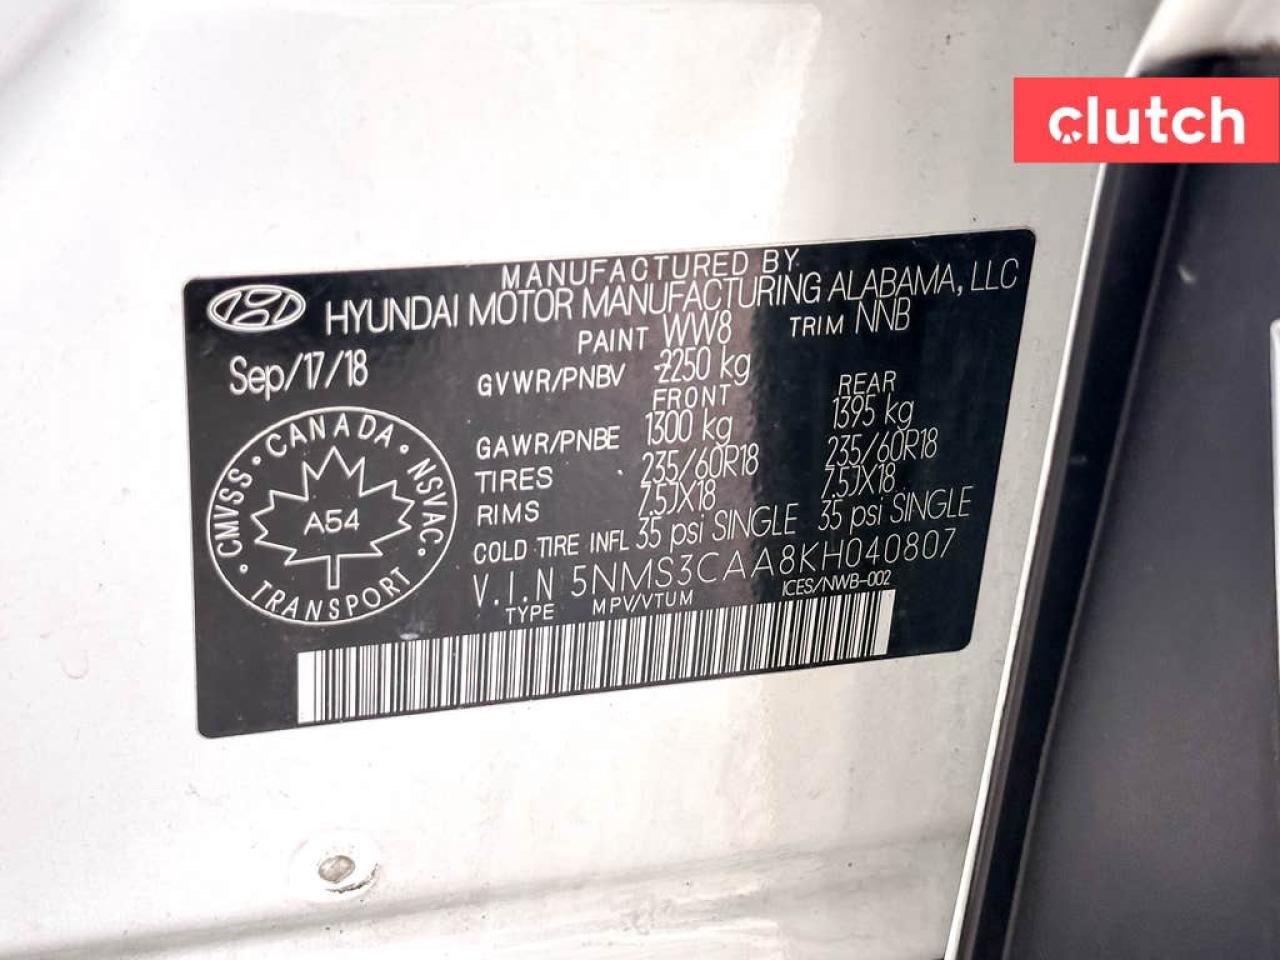 clutch
MANUFACTURED BY
HYUNDAI MOTOR MANUFACTURING ALABAMA, LLC
PAINT WW8 TRIM NNB
Sep/17/18
GVWR/PNBV 2250 kg
FRONT REAR
GAWR/PNBE 1300 kg 1395 kg
TIRES 235/60R18 235/60R18
RIMS 7.5JX18 7.5JX18
COLD TIRE INFL 35 psi SINGLE 35 psi SINGLE
V.I.N 5NMS3CAA8KH040807
TYPE MPV/VTUM ICES/NWB-002
CMVSS · CANADA · NSVAC · TRANSPORT ·
A54